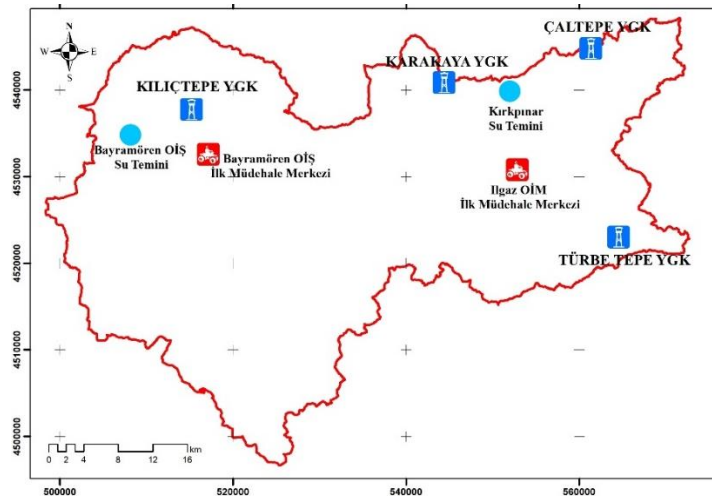 N
W E
S
ÇALTEPE YGK
KARAKAYA YGK
KILIÇTEPE YGK
Kırkpınar
Su Temini
Bayramören OİŞ
Su Temini
Bayramören OİŞ
İlk Müdehale Merkezi
Ilgaz OİM
İlk Müdehale Merkezi
TÜRBE TEPE YGK
4540000
4530000
4520000
4510000
4500000
0 1 2 4 8 12 16
km
500000 520000 540000 560000